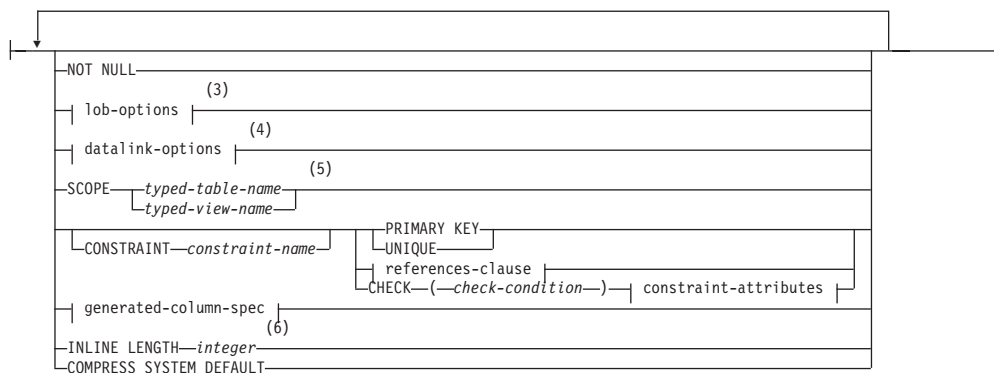 NOT NULL
(3)
lob-options
(4)
datalink-options
(5)
SCOPE typed-table-name
typed-view-name
PRIMARY KEY
CONSTRAINT constraint-name UNIQUE
references-clause
CHECK ( check-condition ) constraint-attributes
generated-column-spec
(6)
INLINE LENGTH integer
COMPRESS SYSTEM DEFAULT